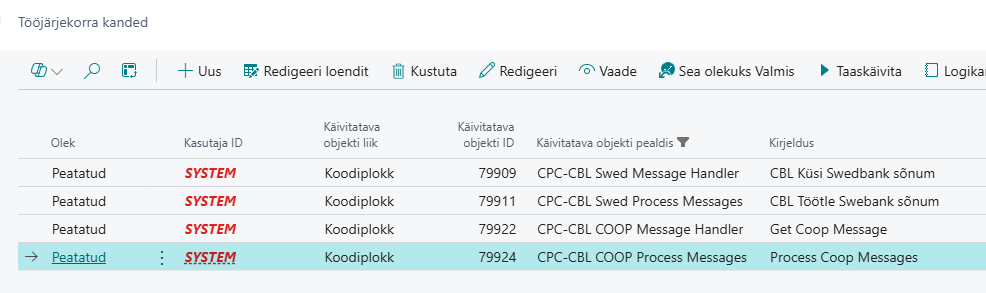 Tööjärjekorra kanded
Uus Redigeeri loendit Kustuta Redigeeri Vaade Sea olekuks Valmis Taaskäivita Logikan
Olek Kasutaja ID Käivitatava objekti liik Käivitatava objekti ID Käivitatava objekti pealdis Kirjeldus
Peatatud SYSTEM Koodiplokk 79909 CPC-CBL Swed Message Handler CBL Küsi Swedbank sõnum
Peatatud SYSTEM Koodiplokk 79911 CPC-CBL Swed Process Messages CBL Töötle Swebank sõnum
Peatatud SYSTEM Koodiplokk 79922 CPC-CBL COOP Message Handler Get Coop Message
Peatatud SYSTEM Koodiplokk 79924 CPC-CBL COOP Process Messages Process Coop Messages